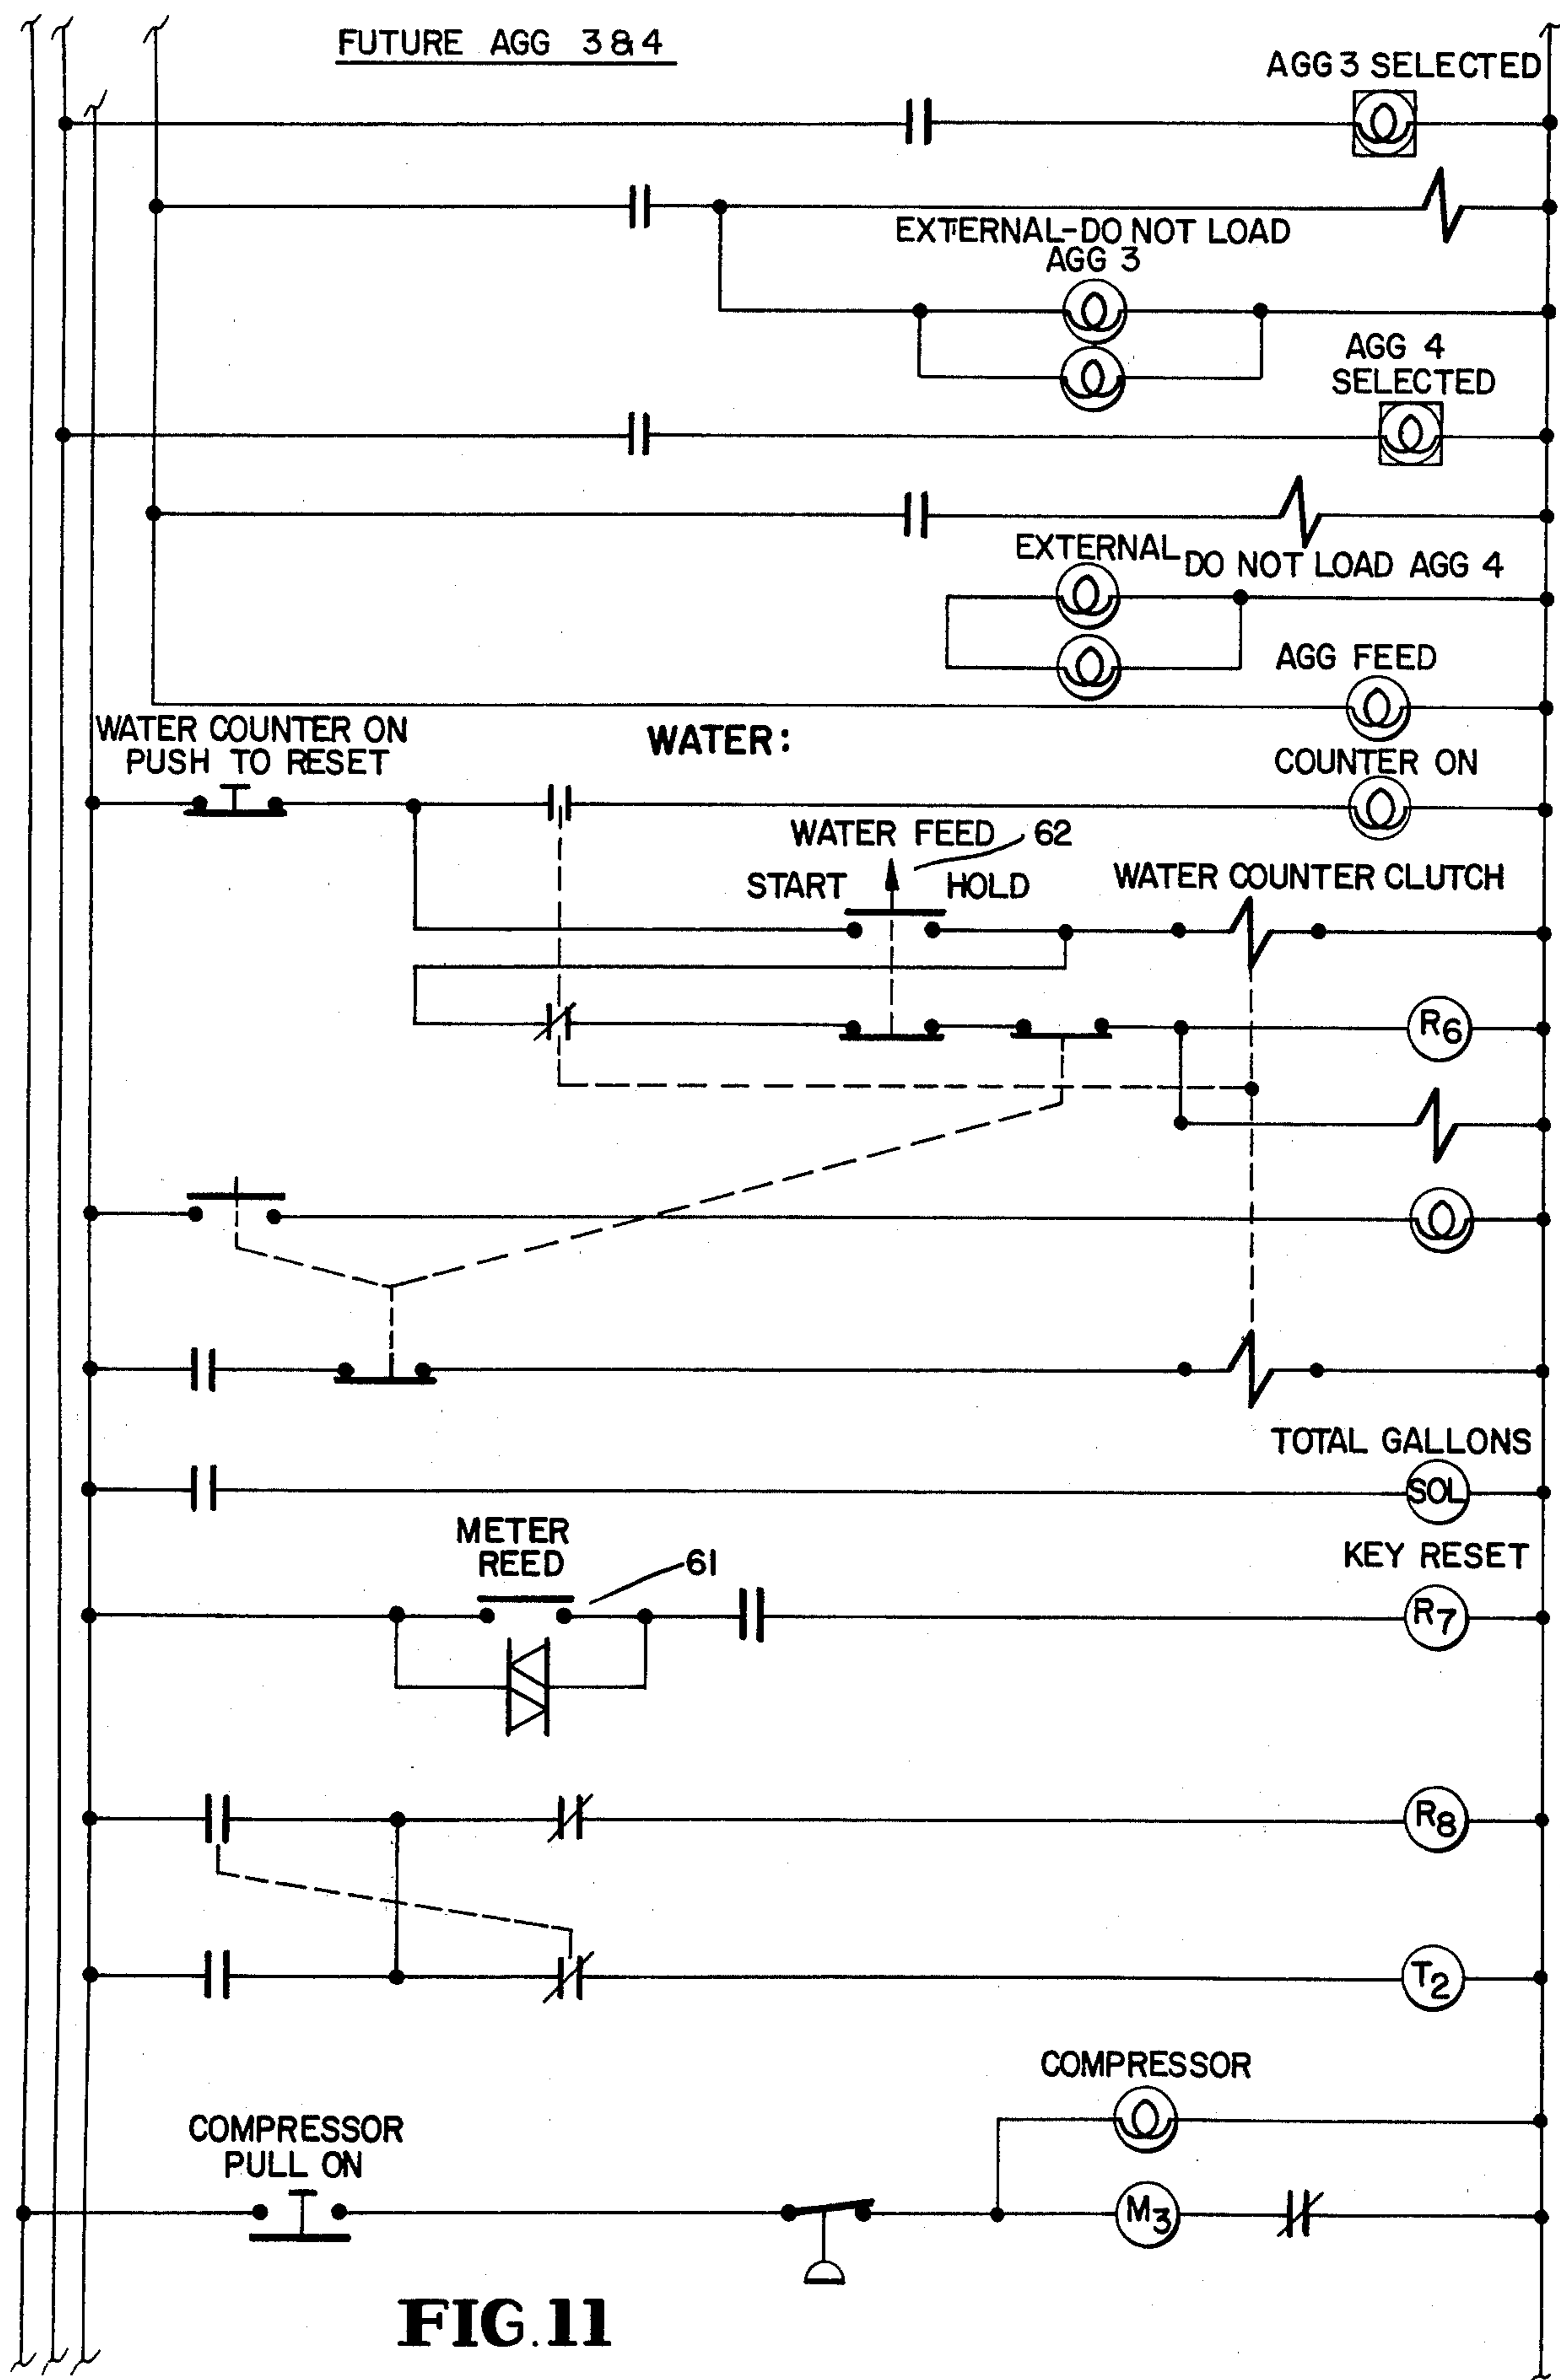 FUTURE AGG 3&4
AGG 3 SELECTED
EXTERNAL-DO NOT LOAD
AGG 3
AGG 4
SELECTED
EXTERNAL DO NOT LOAD AGG 4
AGG FEED
WATER COUNTER ON
PUSH TO RESET
WATER:
COUNTER ON
WATER FEED 62
START HOLD
WATER COUNTER CLUTCH
R6
TOTAL GALLONS
SOL
METER
REED
61
KEY RESET
R7
R8
T2
COMPRESSOR
COMPRESSOR
PULL ON
M3
FIG. 11